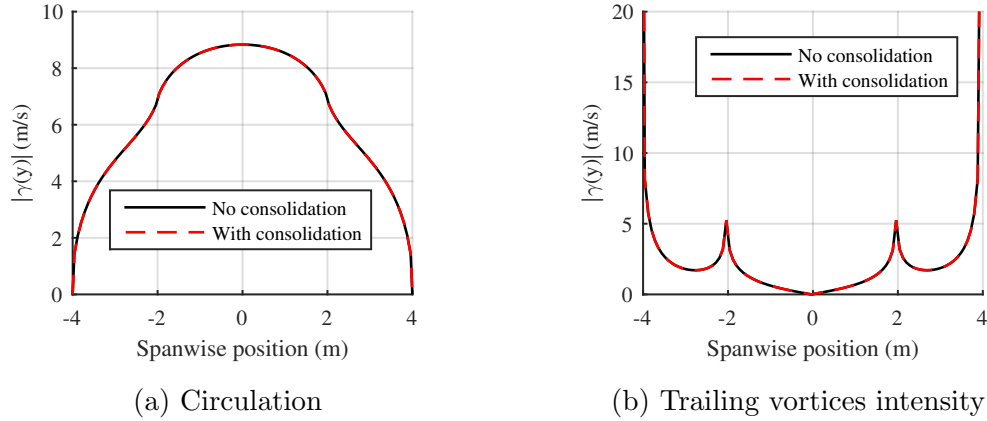 10
8
6
4
2
0
|γ(y)| (m/s)
No consolidation
With consolidation
-4 -2 0 2 4
Spanwise position (m)
(a) Circulation
20
15
10
5
0
|γ(y)| (m/s)
No consolidation
With consolidation
-4 -2 0 2 4
Spanwise position (m)
(b) Trailing vortices intensity